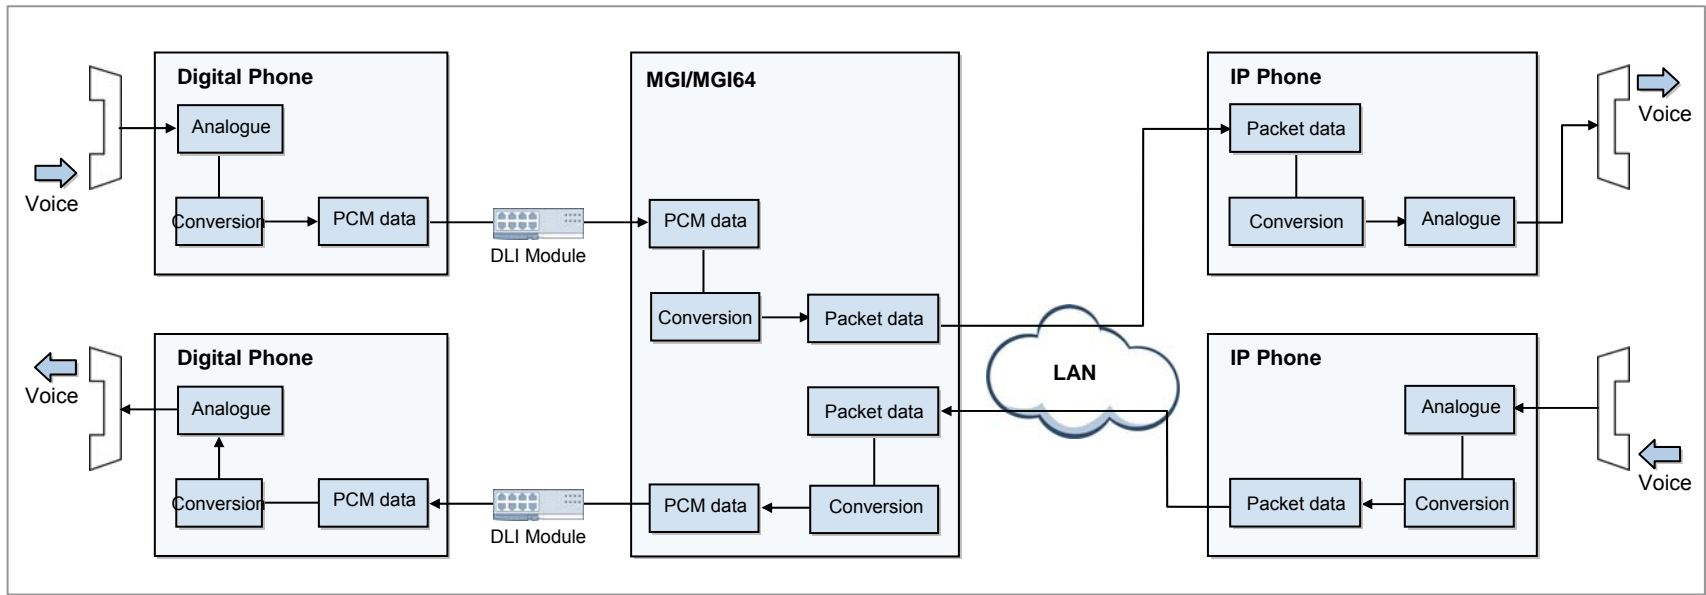 Digital Phone
Analogue
Conversion
PCM data
Voice
DLI Module
MGI/MGI64
PCM data
Conversion
Packet data
IP Phone
Packet data
Conversion
Analogue
Voice
LAN
Digital Phone
Analogue
Conversion
PCM data
Voice
DLI Module
Packet data
Conversion
PCM data
IP Phone
Analogue
Conversion
Packet data
Voice